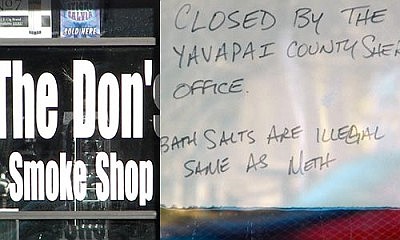 SALVIA
SOLD HERE
The Don's
Smoke Shop
CLOSED BY THE
YAVAPAI COUNTY SHER
OFFICE.
BATH SALTS ARE ILLEGAL
SAME AS METH